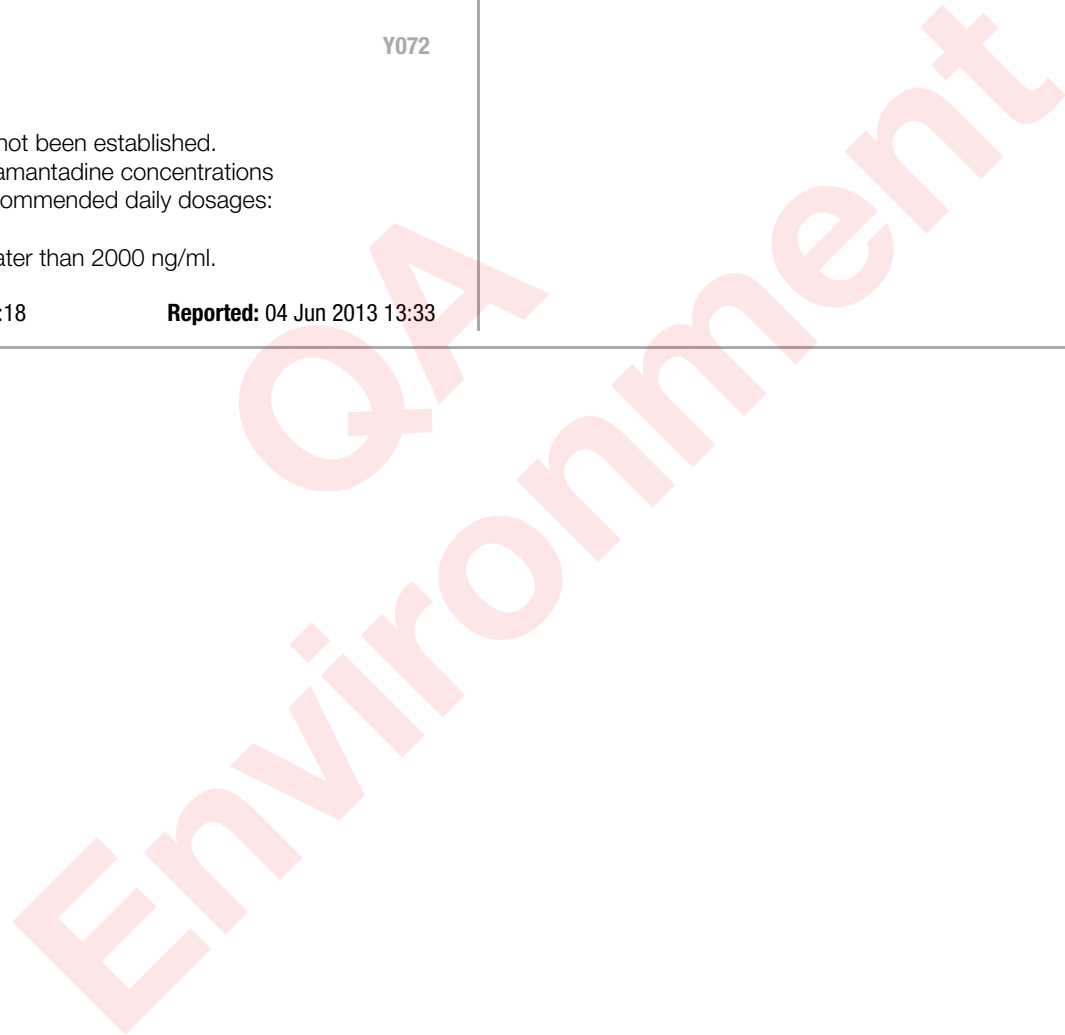 Y072
not been established.
amantadine concentrations
commended daily dosages:
ater than 2000 ng/ml.
:18 Reported: 04 Jun 2013 13:33
QA
Environment